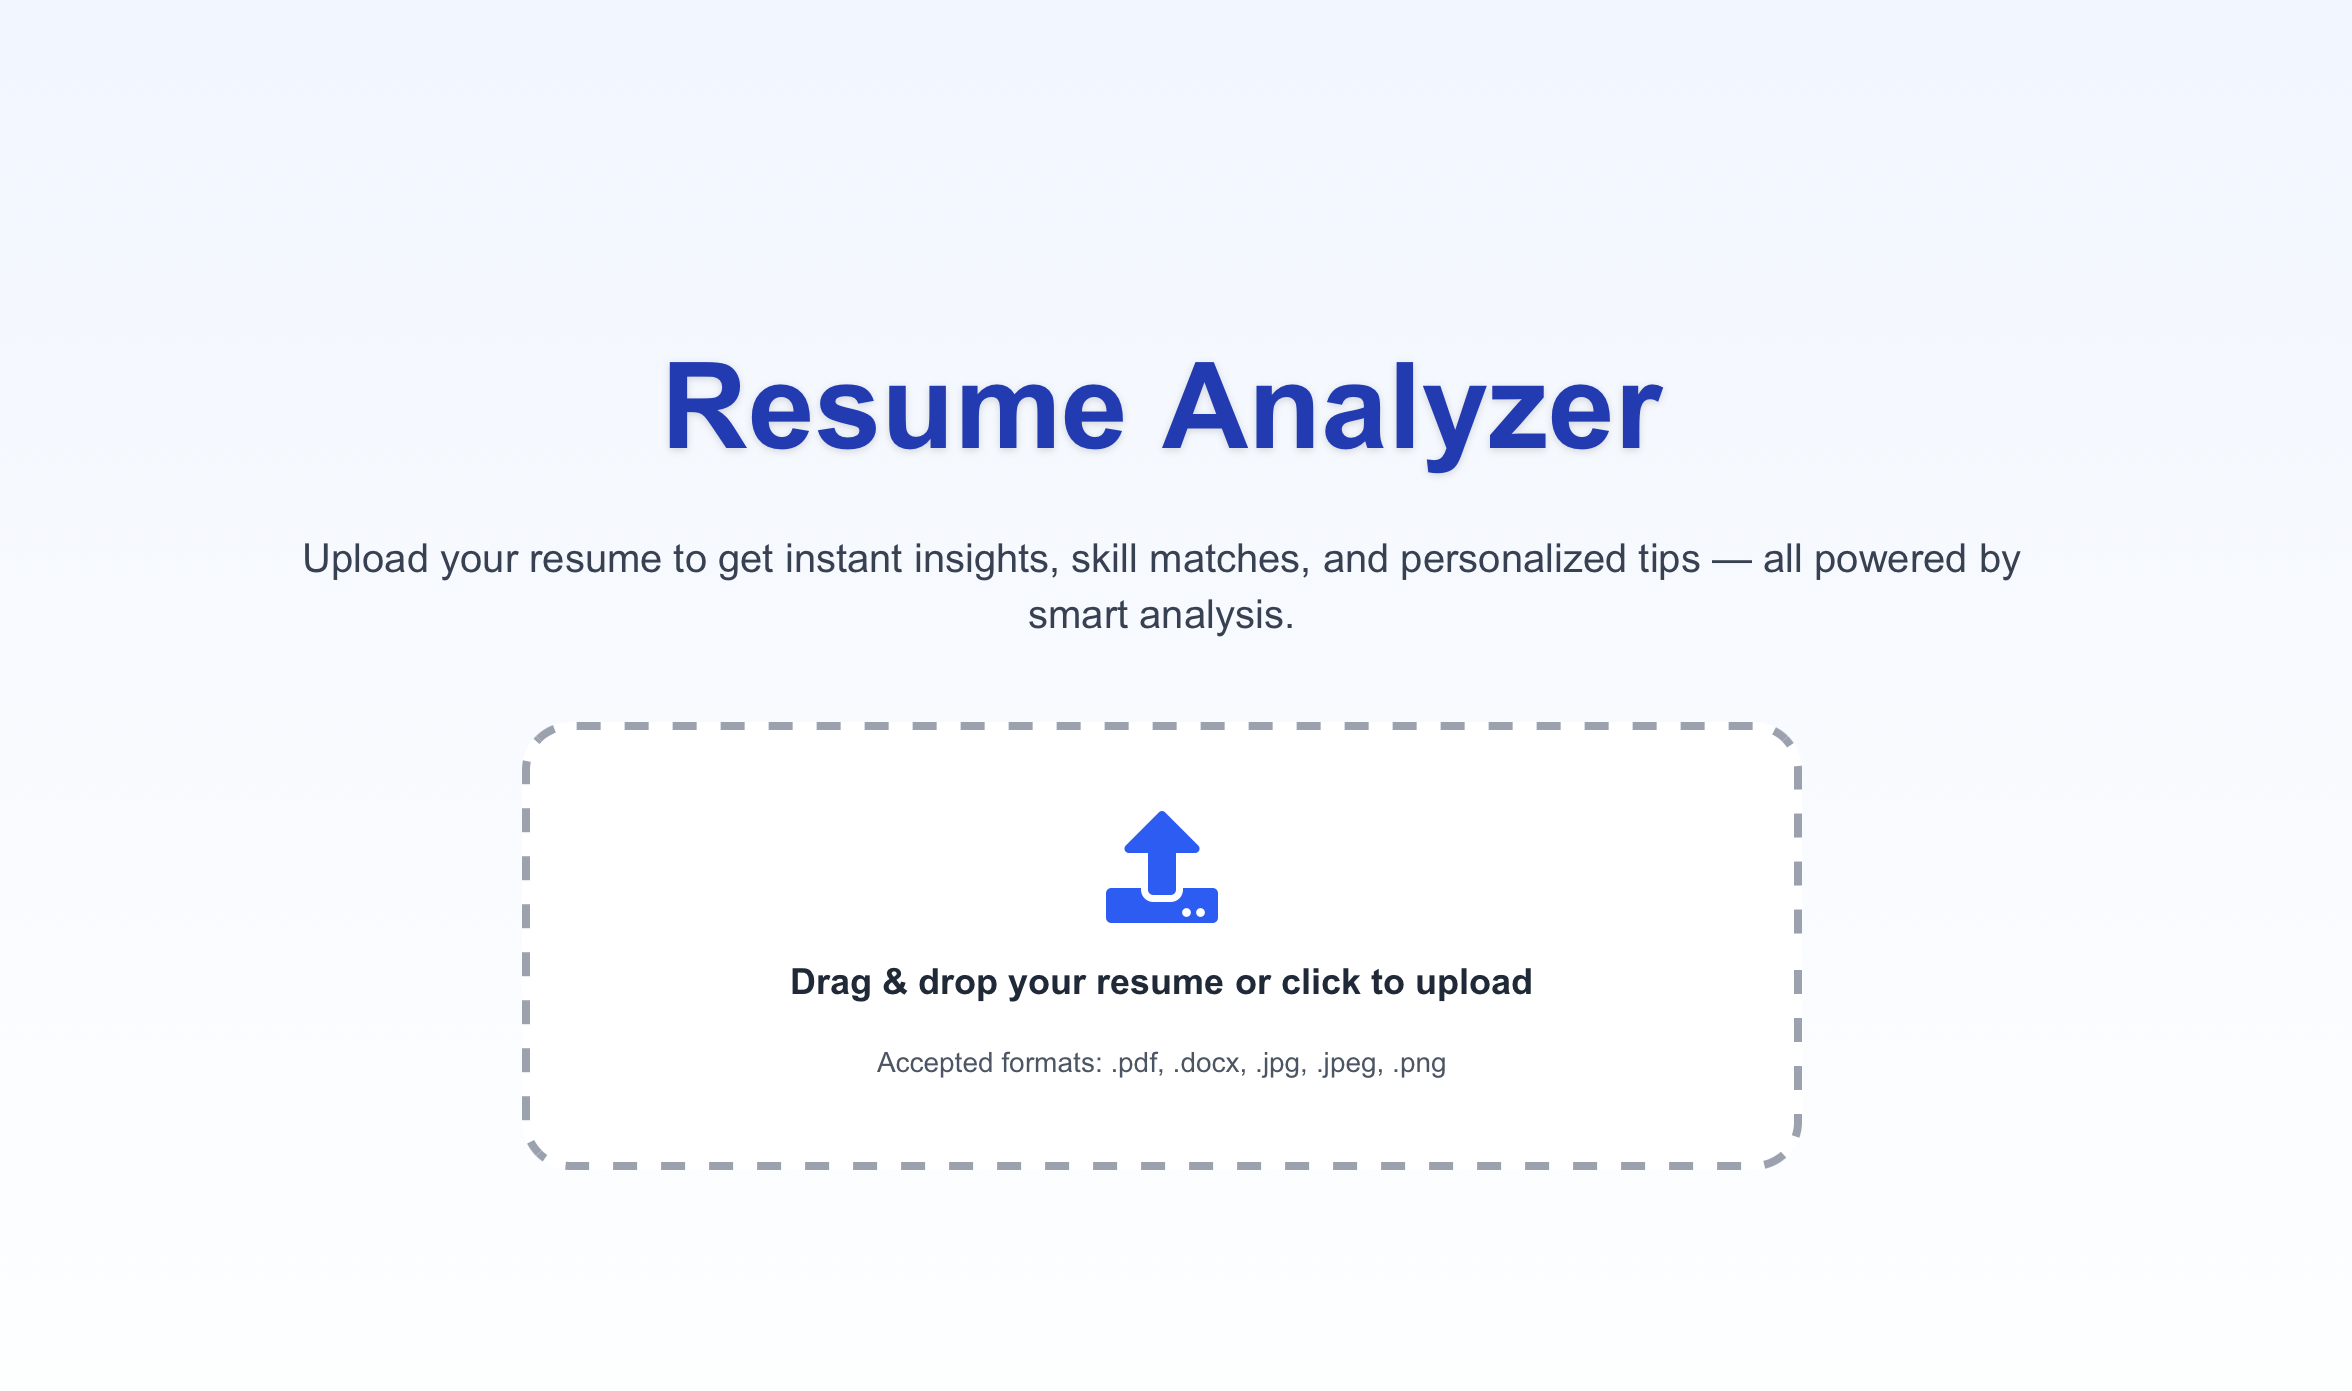 Resume Analyzer
Upload your resume to get instant insights, skill matches, and personalized tips — all powered by
smart analysis.
Drag & drop your resume or click to upload
Accepted formats: .pdf, .docx, .jpg, .jpeg, .png